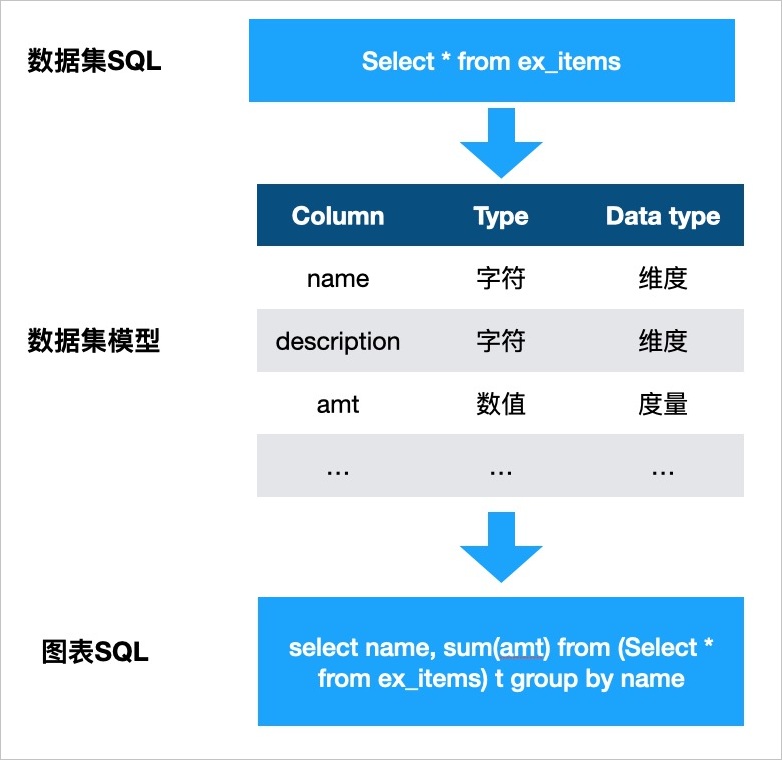 数据集SQL
Select * from ex_items
Column Type Data type
name 字符 维度
数据集模型
description 字符 维度
amt 数值 度量
... ... ...
图表SQL
select name, sum(amt) from (Select *
from ex_items) t group by name